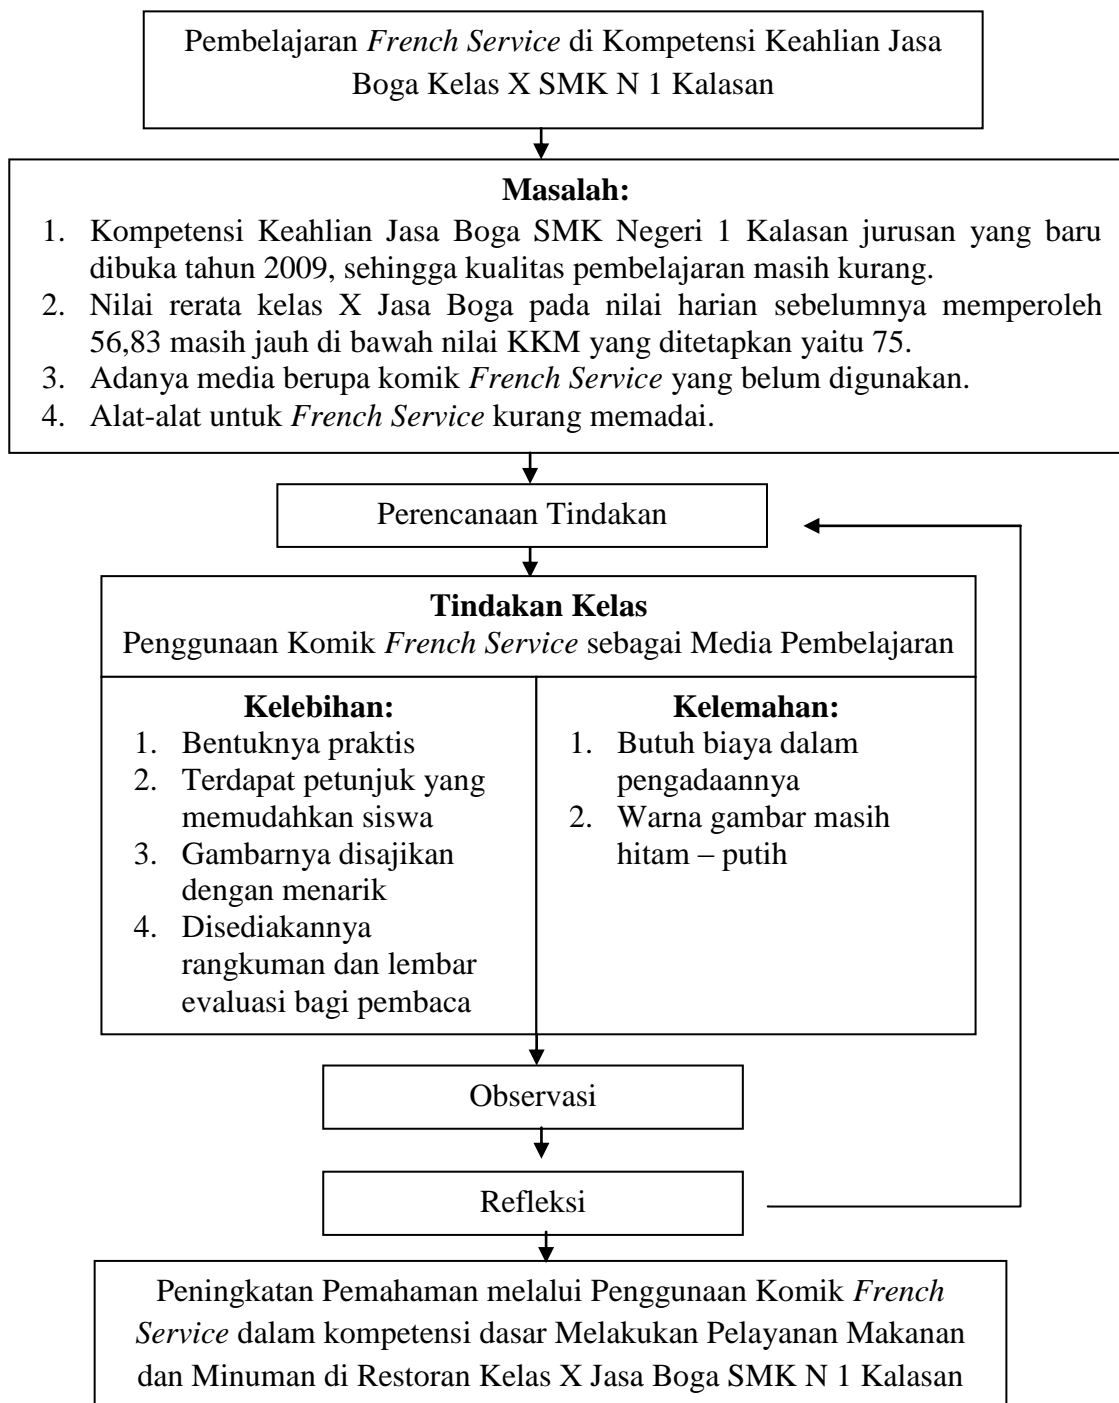 Pembelajaran French Service di Kompetensi Keahlian Jasa
Boga Kelas X SMK N 1 Kalasan
Masalah:
1. Kompetensi Keahlian Jasa Boga SMK Negeri 1 Kalasan jurusan yang baru
dibuka tahun 2009, sehingga kualitas pembelajaran masih kurang.
2. Nilai rerata kelas X Jasa Boga pada nilai harian sebelumnya memperoleh
56,83 masih jauh di bawah nilai KKM yang ditetapkan yaitu 75.
3. Adanya media berupa komik French Service yang belum digunakan.
4. Alat-alat untuk French Service kurang memadai.
Perencanaan Tindakan
Tindakan Kelas
Penggunaan Komik French Service sebagai Media Pembelajaran
Kelebihan:
1. Bentuknya praktis
2. Terdapat petunjuk yang
memudahkan siswa
3. Gambarnya disajikan
dengan menarik
4. Disediakannya
rangkuman dan lembar
evaluasi bagi pembaca
Kelemahan:
1. Butuh biaya dalam
pengadaannya
2. Warna gambar masih
hitam – putih
Observasi
Refleksi
Peningkatan Pemahaman melalui Penggunaan Komik French
Service dalam kompetensi dasar Melakukan Pelayanan Makanan
dan Minuman di Restoran Kelas X Jasa Boga SMK N 1 Kalasan